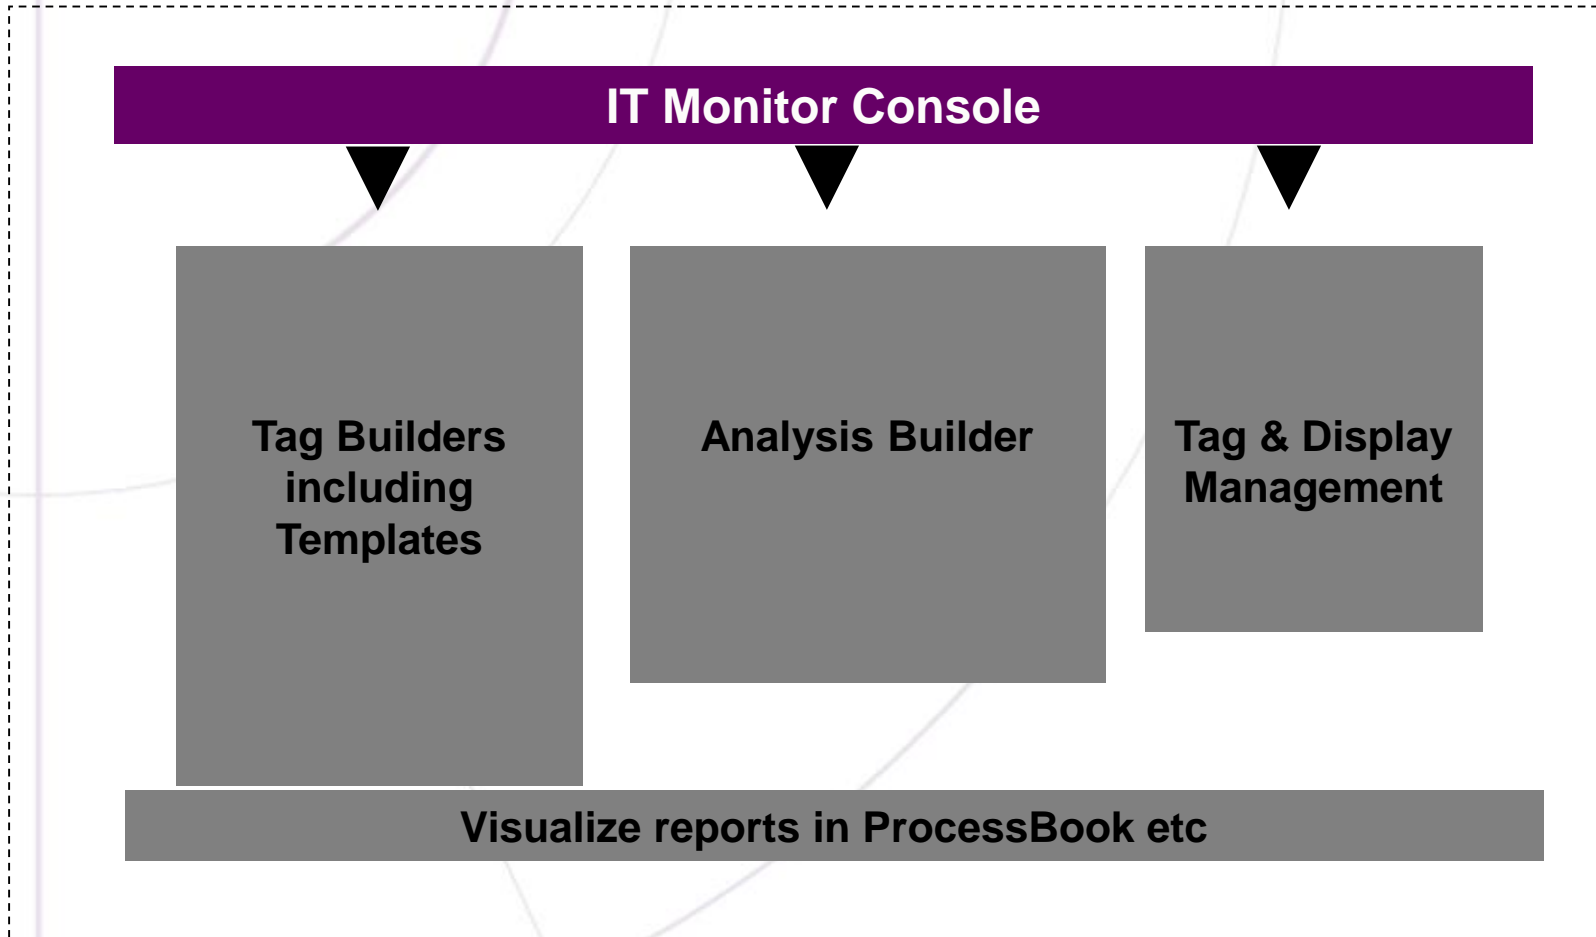 IT Monitor Console
Tag Builders
including
Templates
Analysis Builder
Tag & Display
Management
Visualize reports in ProcessBook etc